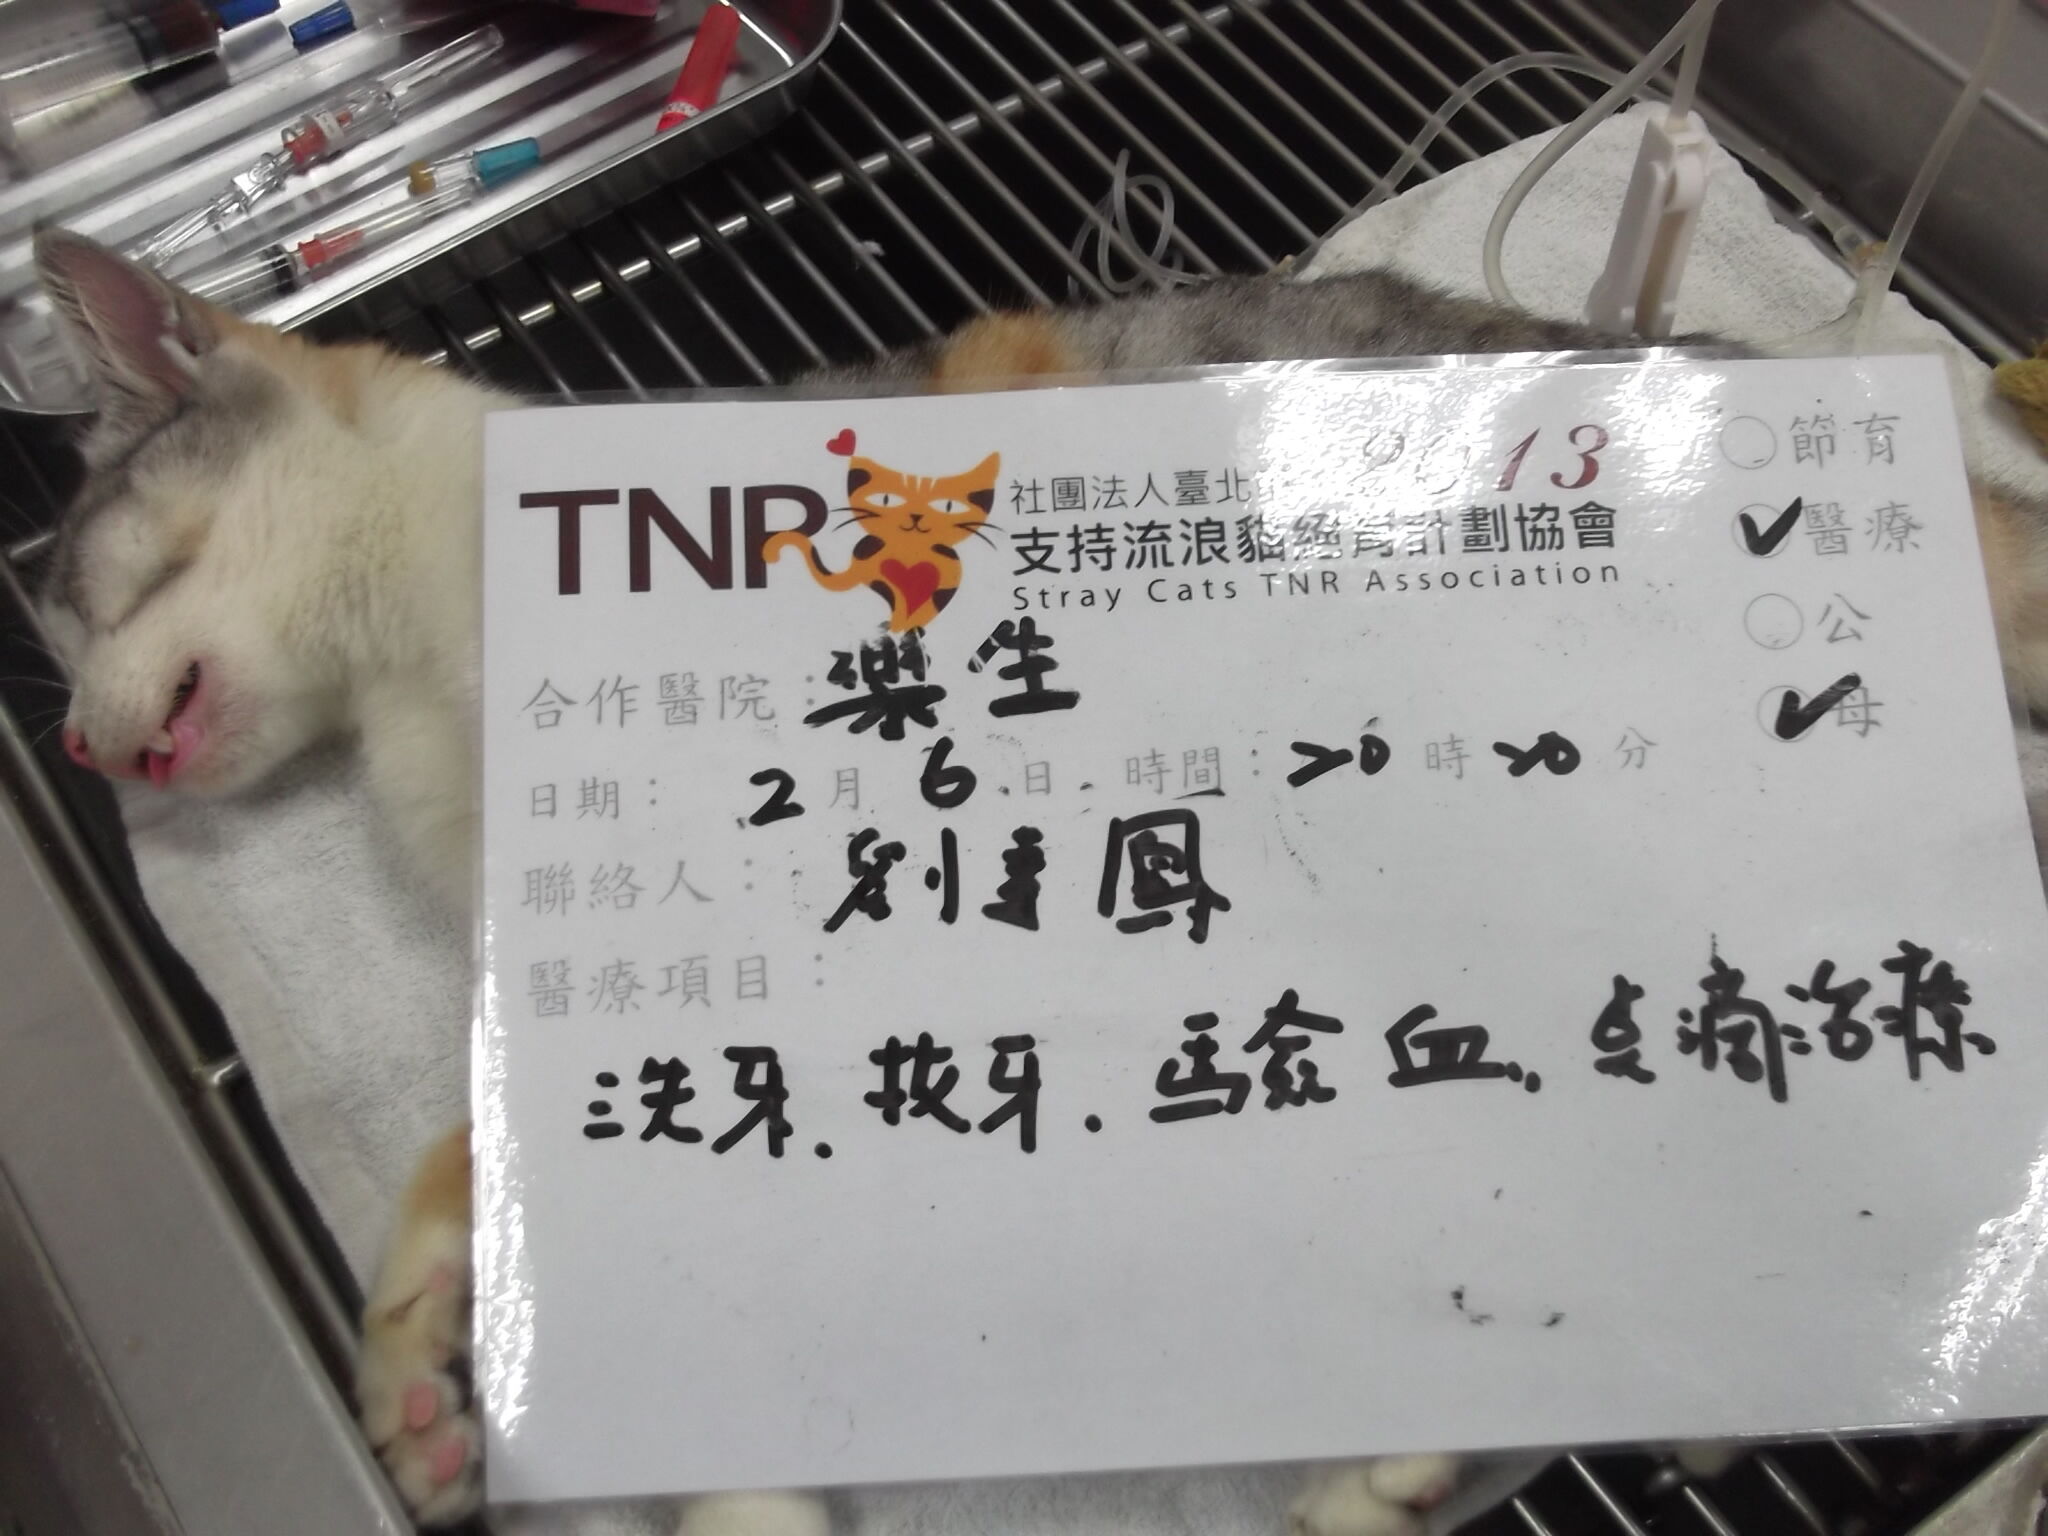 2013
TNR
社團法人臺北市
支持流浪貓絕育計劃協會
Stray Cats TNR Association
節育
✔醫療
公
✔母
合作醫院：樂生
日期： 2 月 6 日 時間：20 時 20 分
聯絡人：
醫療項目：
洗牙.拔牙.驗血.点滴治療